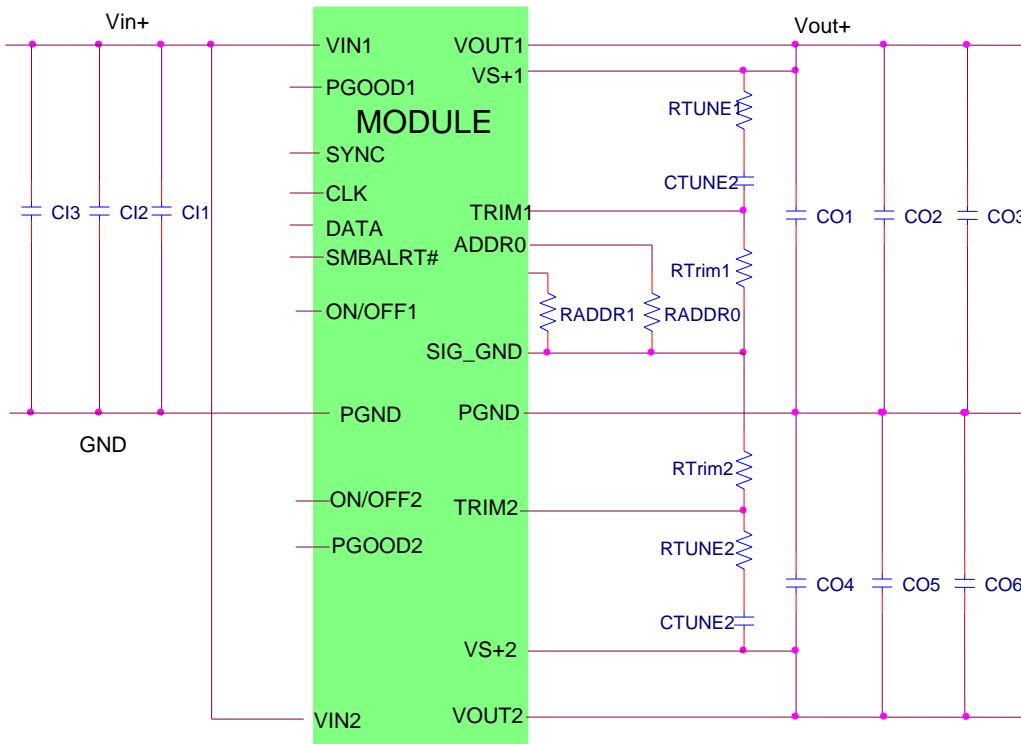 Vin+
Vout+
VIN1
VOUT1
VS+1
PGOOD1
RTUNE1
MODULE
SYNC
CTUNE2
CLK
TRIM1
CI3
CI2
CI1
CO1
CO2
CO3
DATA
ADDR0
SMBALRT#
RTrim1
ON/OFF1
RADDR1
RADDR0
SIG_GND
PGND
PGND
GND
RTrim2
ON/OFF2
TRIM2
PGOOD2
RTUNE2
CO4
CO5
CO6
CTUNE2
VS+2
VIN2
VOUT2